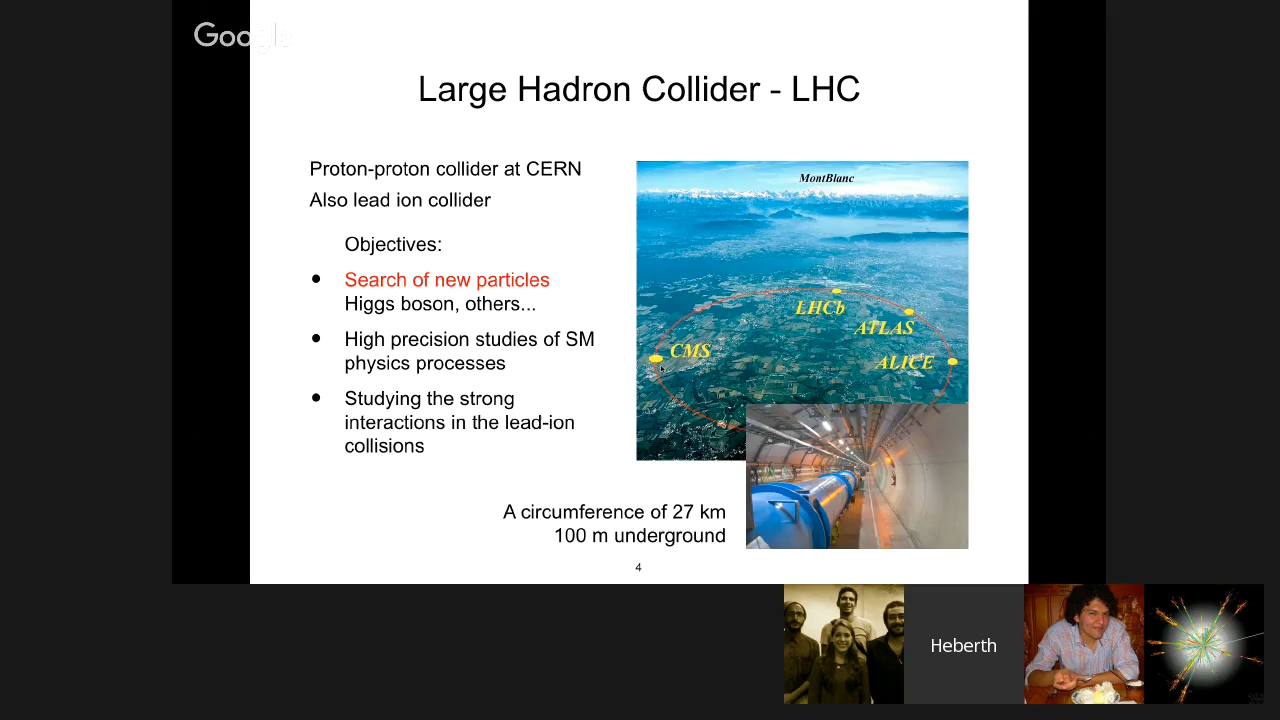 Google
Large Hadron Collider - LHC
Proton-proton collider at CERN
Also lead ion collider
Objectives:
● Search of new particles
Higgs boson, others...
● High precision studies of SM
physics processes
● Studying the strong
interactions in the lead-ion
collisions
MontBlanc
LHCb
ATLAS
CMS
ALICE
A circumference of 27 km
100 m underground
4
Heberth